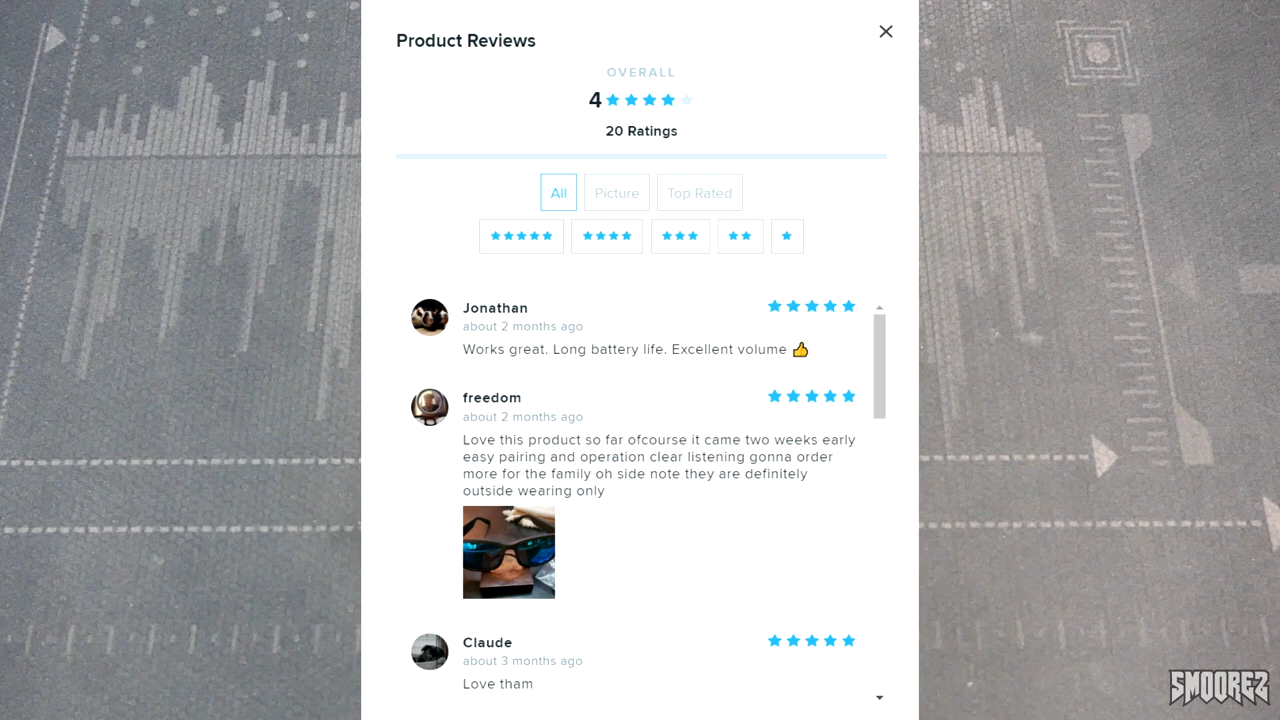 Product Reviews
OVERALL
4
20 Ratings
All
Picture
Top Rated
Jonathan
about 2 months ago
Works great. Long battery life. Excellent volume 👍
freedom
about 2 months ago
Love this product so far ofcourse it came two weeks early
easy pairing and operation clear listening gonna order
more for the family oh side note they are definitely
outside wearing only
Claude
about 3 months ago
Love tham
SMOOREZ